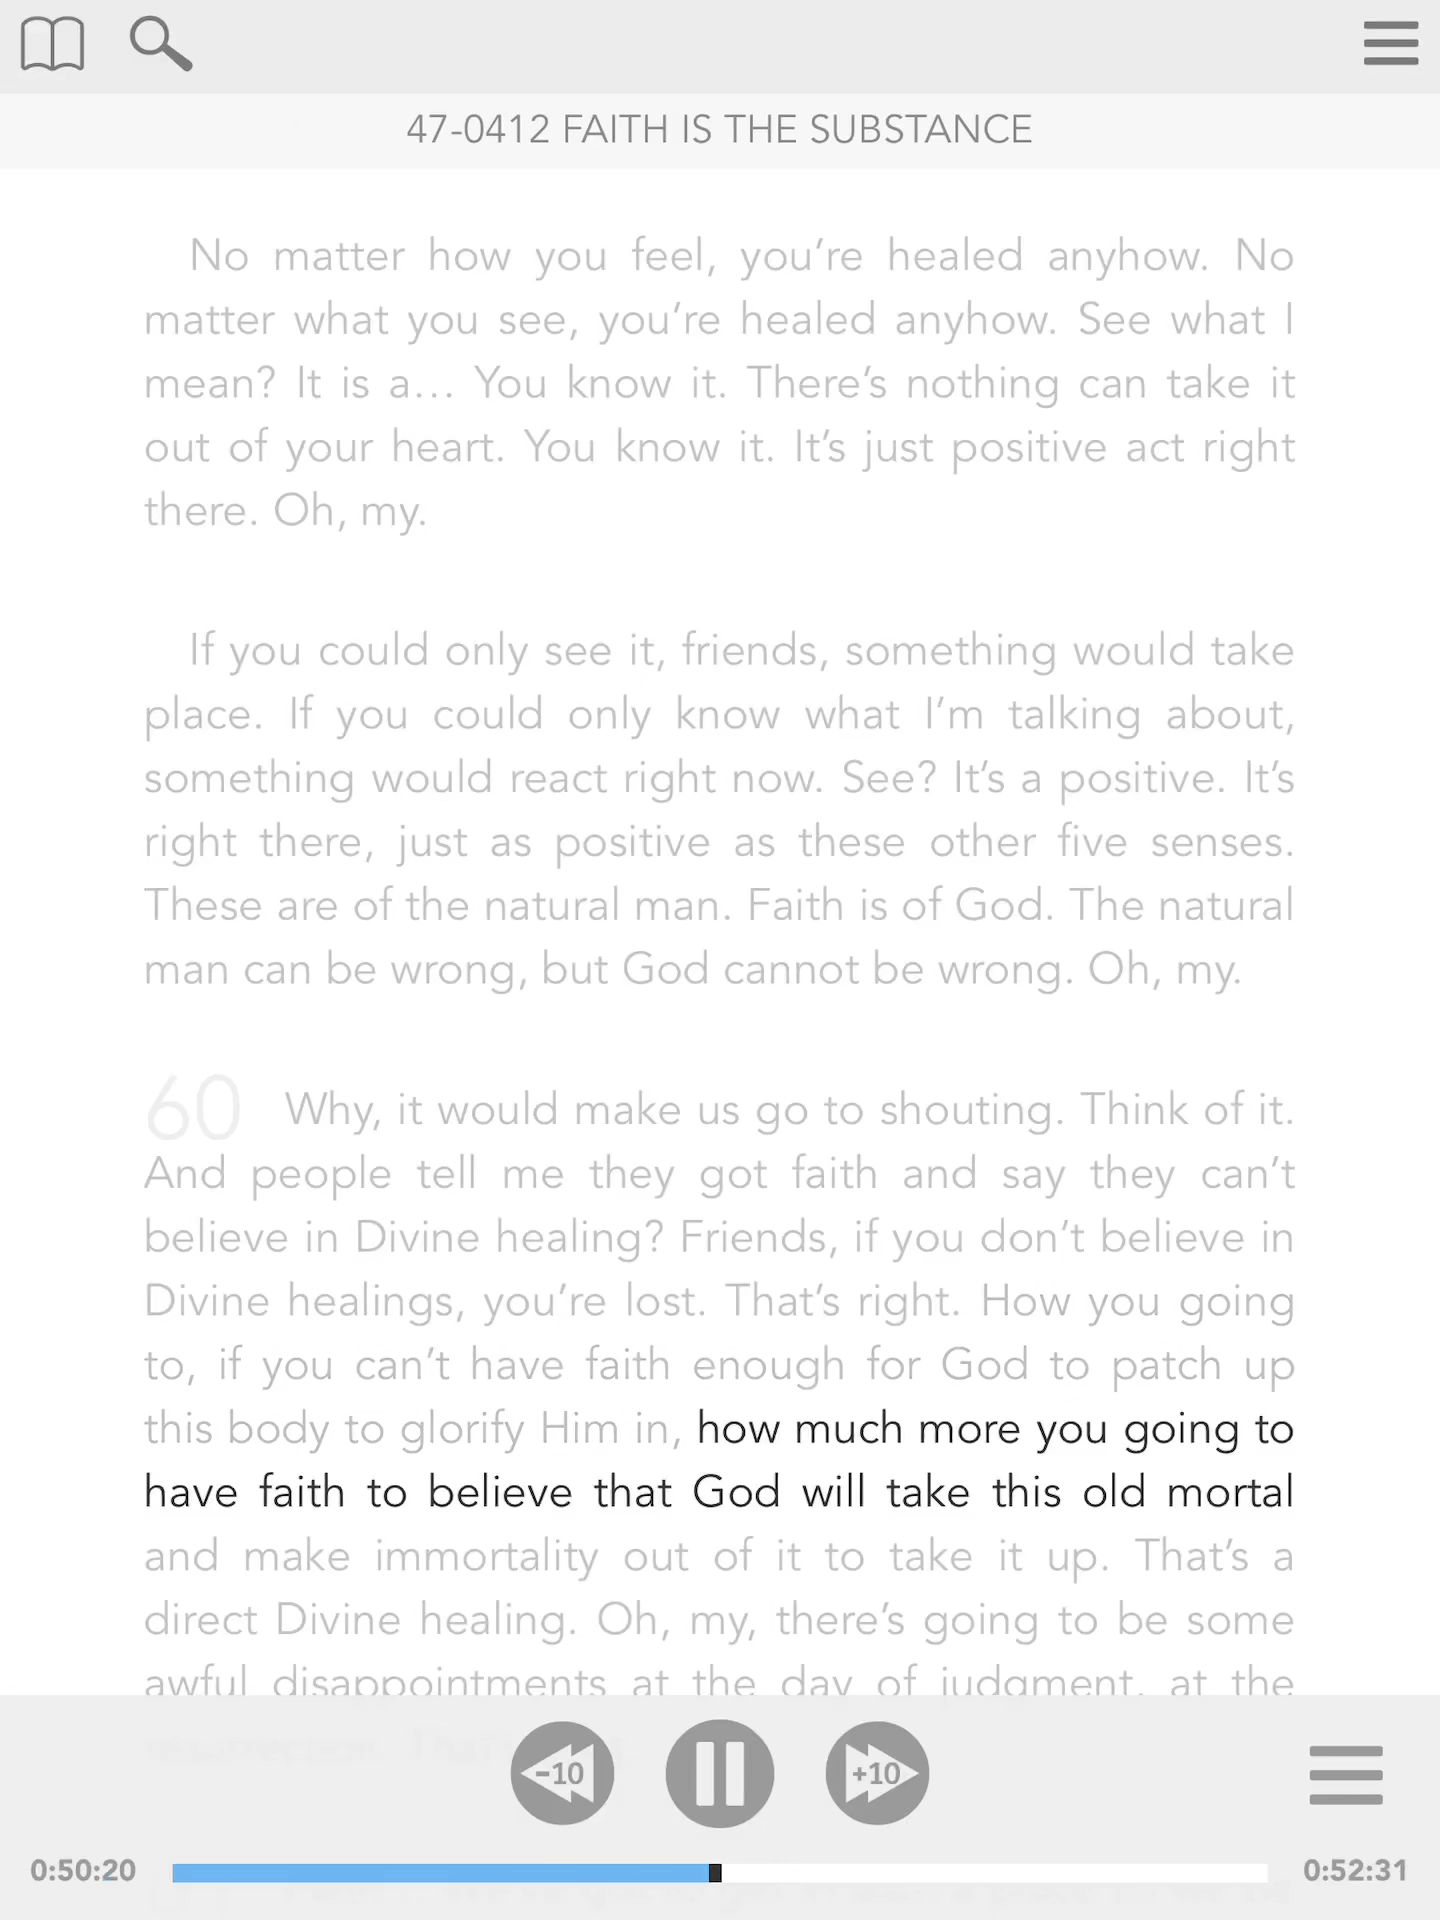 47-0412 FAITH IS THE SUBSTANCE
No matter how you feel, you’re healed anyhow. No
matter what you see, you’re healed anyhow. See what I
mean? It is a… You know it. There’s nothing can take it
out of your heart. You know it. It’s just positive act right
there. Oh, my.
If you could only see it, friends, something would take
place. If you could only know what I’m talking about,
something would react right now. See? It’s a positive. It’s
right there, just as positive as these other five senses.
These are of the natural man. Faith is of God. The natural
man can be wrong, but God cannot be wrong. Oh, my.
60 Why, it would make us go to shouting. Think of it.
And people tell me they got faith and say they can’t
believe in Divine healing? Friends, if you don’t believe in
Divine healings, you’re lost. That’s right. How you going
to, if you can’t have faith enough for God to patch up
this body to glorify Him in, how much more you going to
have faith to believe that God will take this old mortal
and make immortality out of it to take it up. That’s a
direct Divine healing. Oh, my, there’s going to be some
awful disappointments at the day of judgment, at the
-10 +10
0:50:20 0:52:31